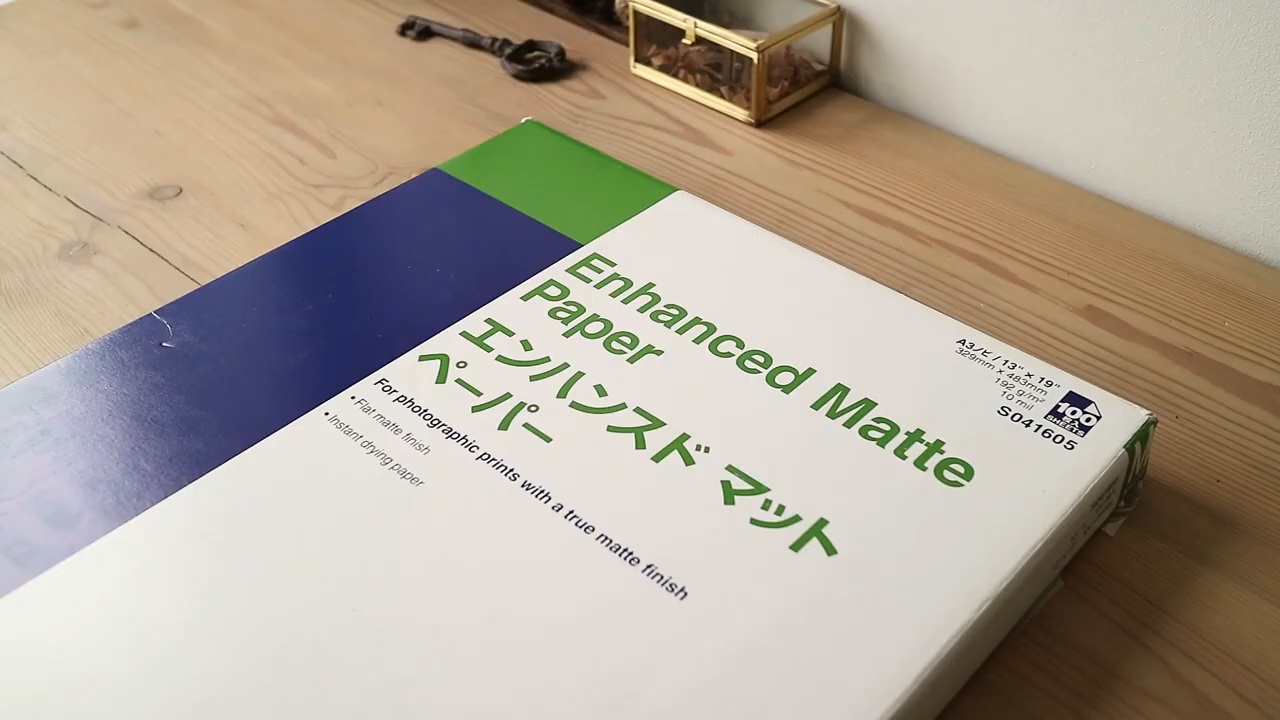 Enhanced Matte
Paper
エンハンスド マット
ペーパー
For photographic prints with a true matte finish
• Flat matte finish
• Instant drying paper
A3ノビ / 13" × 19"
329mm × 483mm
192 g/m²
10 mil
S041605
100
SHEETS